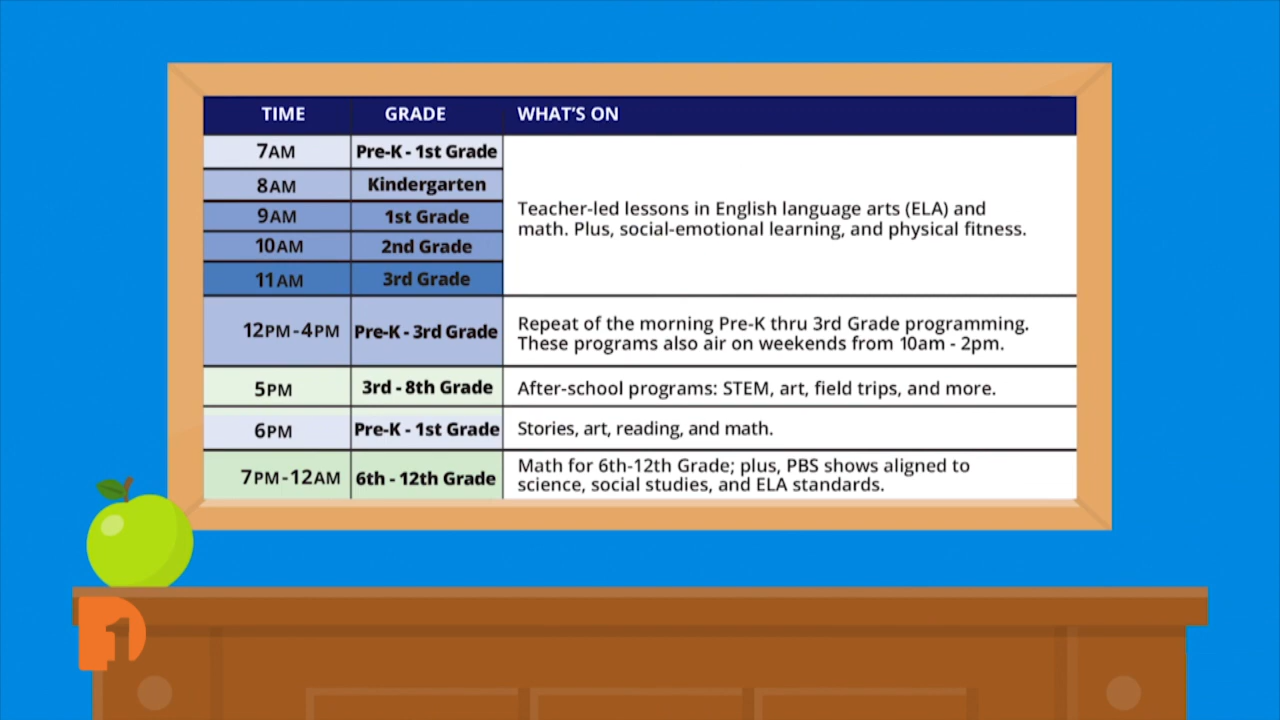 TIME GRADE WHAT'S ON
7AM Pre-K - 1st Grade
8AM Kindergarten
9AM 1st Grade
10AM 2nd Grade
11AM 3rd Grade
Teacher-led lessons in English language arts (ELA) and
math. Plus, social-emotional learning, and physical fitness.
12PM-4PM Pre-K - 3rd Grade
Repeat of the morning Pre-K thru 3rd Grade programming.
These programs also air on weekends from 10am - 2pm.
5PM 3rd - 8th Grade After-school programs: STEM, art, field trips, and more.
6PM Pre-K - 1st Grade Stories, art, reading, and math.
7PM-12AM 6th - 12th Grade
Math for 6th-12th Grade; plus, PBS shows aligned to
science, social studies, and ELA standards.
D1